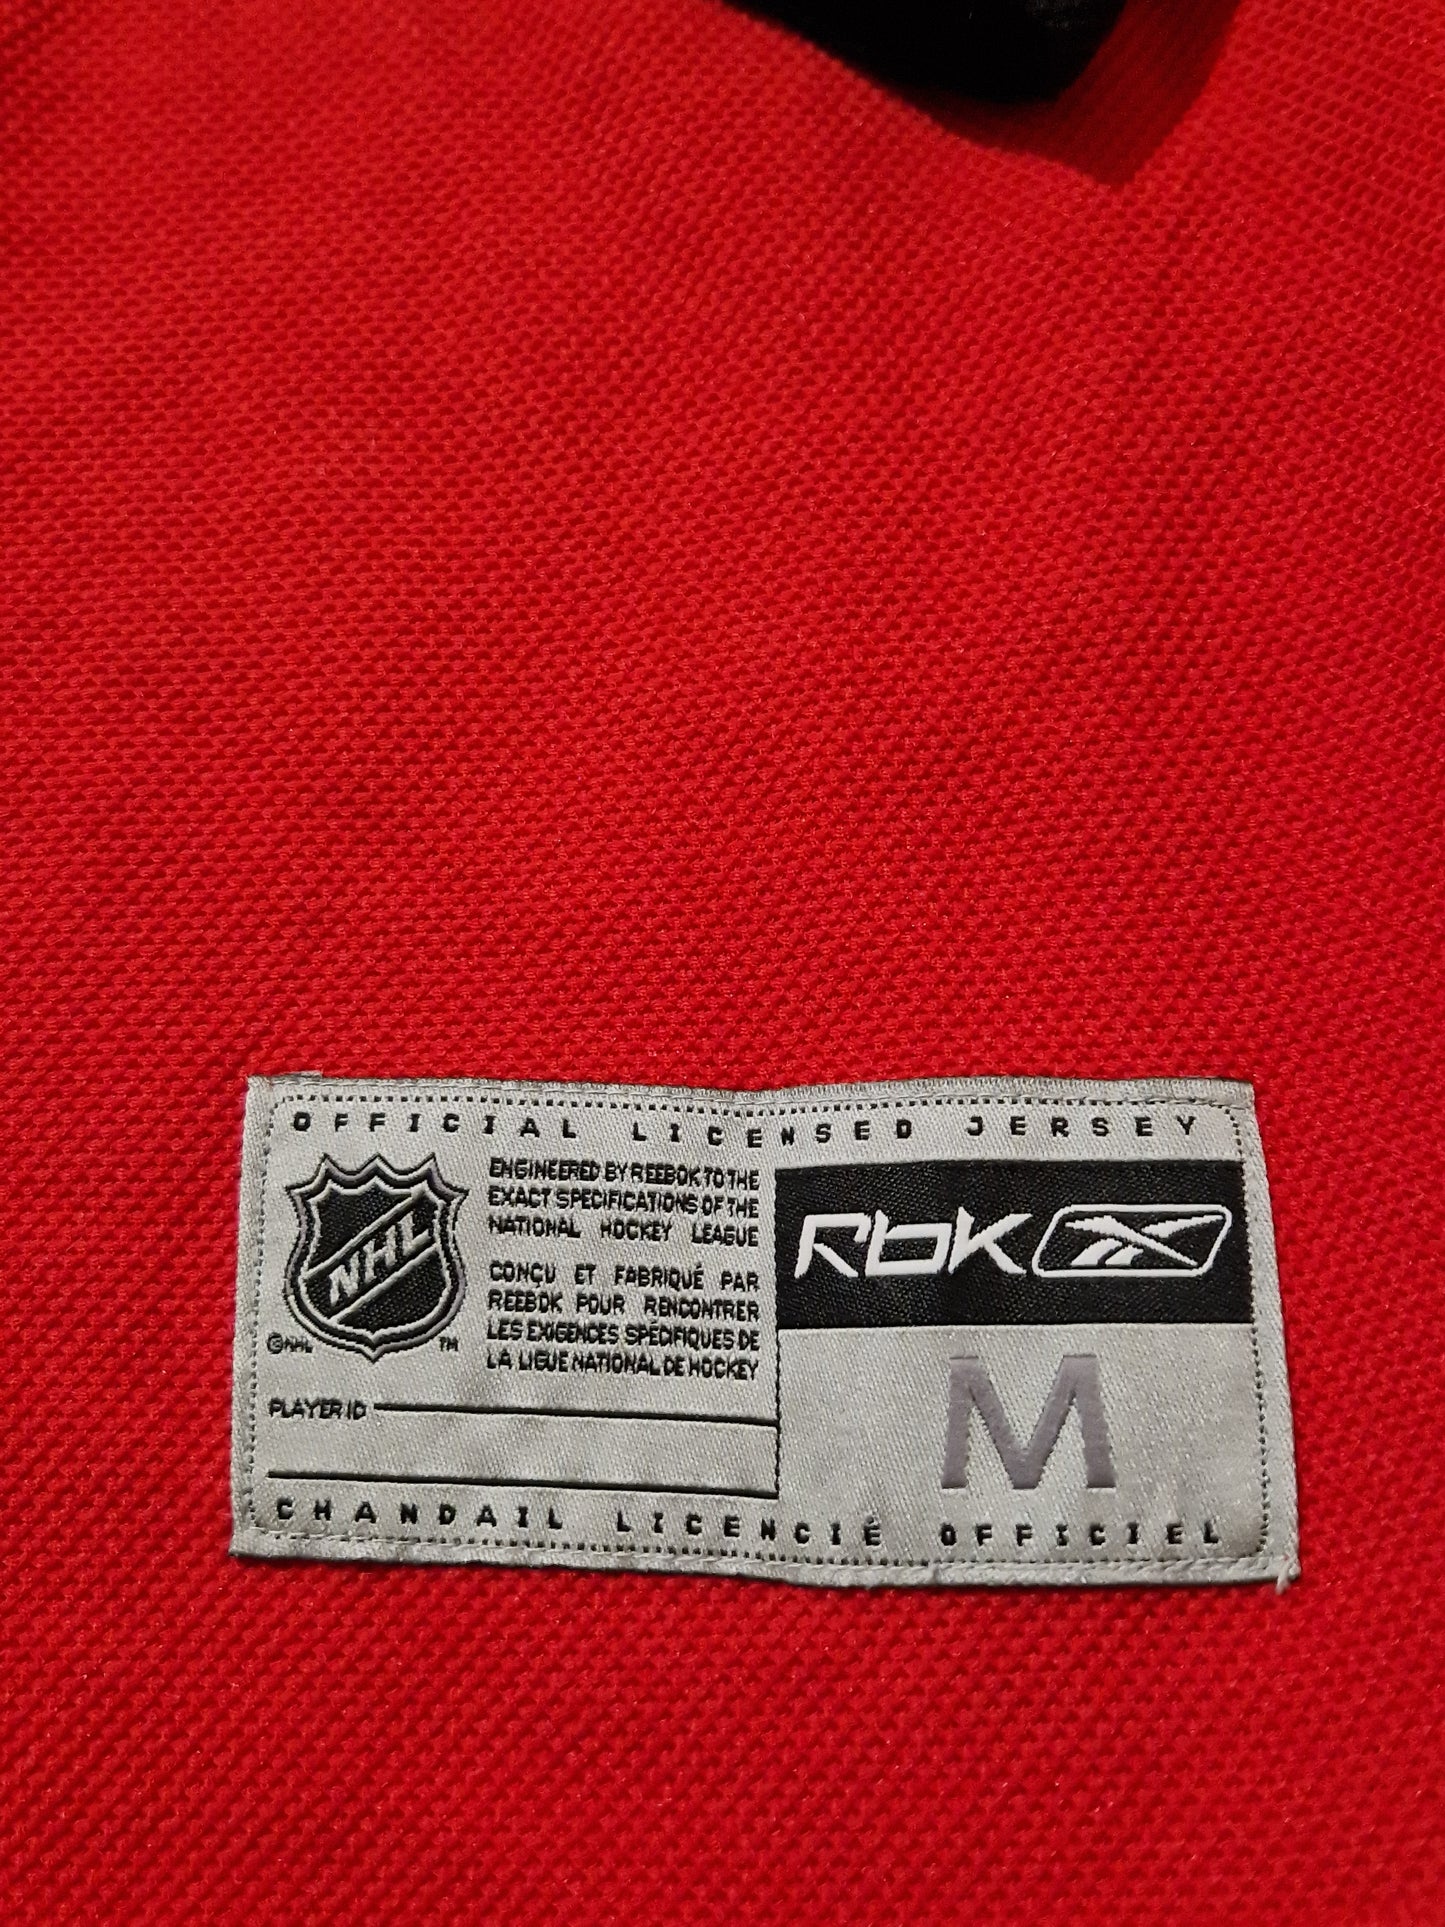 OFFICIAL LICENSED JERSEY
NHL
©NHL
TM
ENGINEERED BY REEBOK TO THE
EXACT SPECIFICATIONS OF THE
NATIONAL HOCKEY LEAGUE
CONÇU ET FABRIQUÉ PAR
REEBOK POUR RENCONTRER
LES EXIGENCES SPÉCIFIQUES DE
LA LIGUE NATIONAL DE HOCKEY
RbK
M
PLAYER ID
CHANDAIL LICENCIÉ OFFICIEL